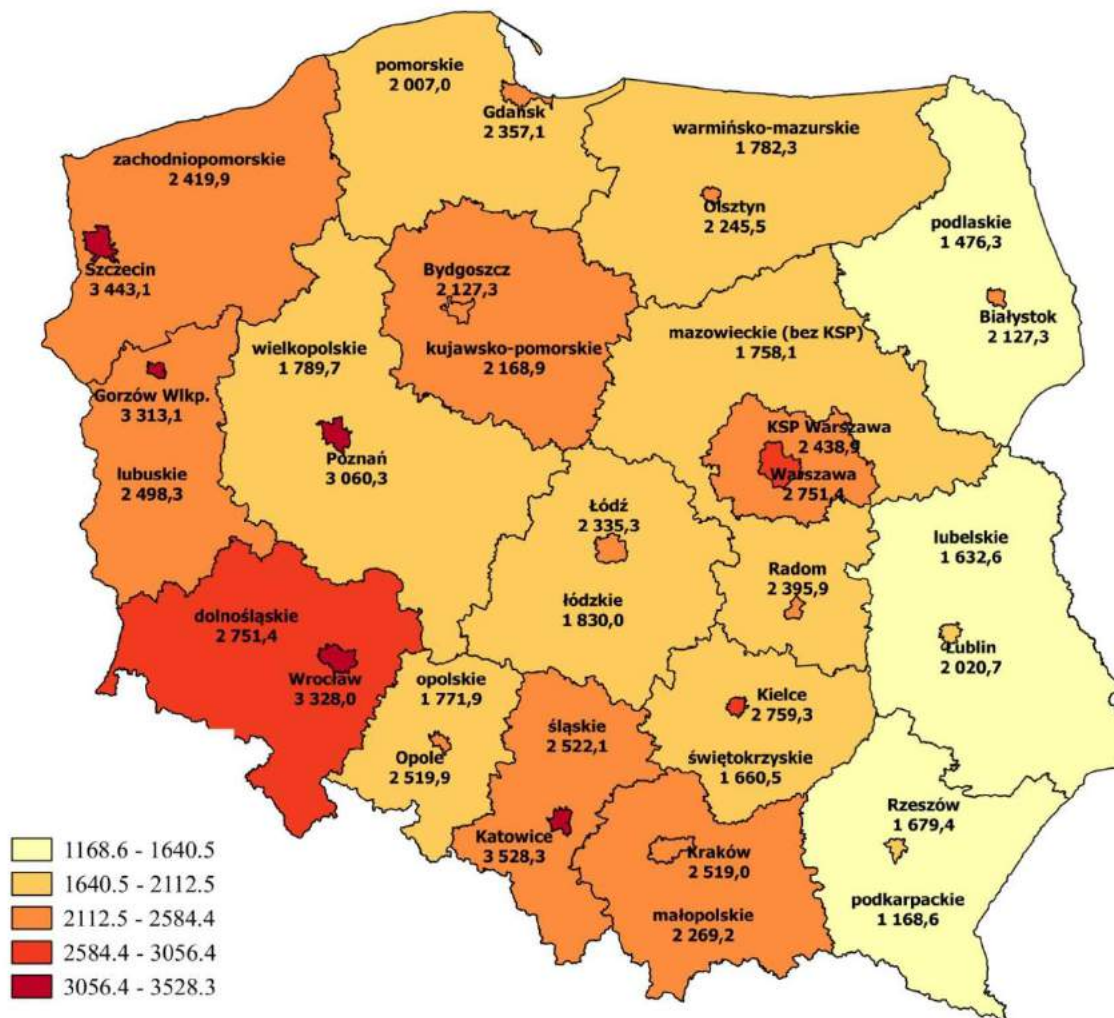 pomorskie
2 007,0
Gdańsk
2 357,1
warmińsko-mazurskie
1 782,3
zachodniopomorskie
2 419,9
Olsztyn
2 245,5
podlaskie
1 476,3
Szczecin
3 443,1
Bydgoszcz
2 127,3
Białystok
2 127,3
wielkopolskie
1 789,7
kujawsko-pomorskie
2 168,9
mazowieckie (bez KSP)
1 758,1
Gorzów Wlkp.
3 313,1
KSP Warszawa
2 438,9
Poznań
3 060,3
lubuskie
2 498,3
Warszawa
2 751,4
Łódź
2 335,3
lubelskie
1 632,6
Radom
2 395,9
dolnośląskie
2 751,4
łódzkie
1 830,0
Lublin
2 020,7
Wrocław
3 328,0
opolskie
1 771,9
Kielce
2 759,3
śląskie
2 522,1
Opole
2 519,9
świętokrzyskie
1 660,5
Rzeszów
1 679,4
Katowice
3 528,3
Kraków
2 519,0
podkarpackie
1 168,6
małopolskie
2 269,2
1168.6 - 1640.5
1640.5 - 2112.5
2112.5 - 2584.4
2584.4 - 3056.4
3056.4 - 3528.3